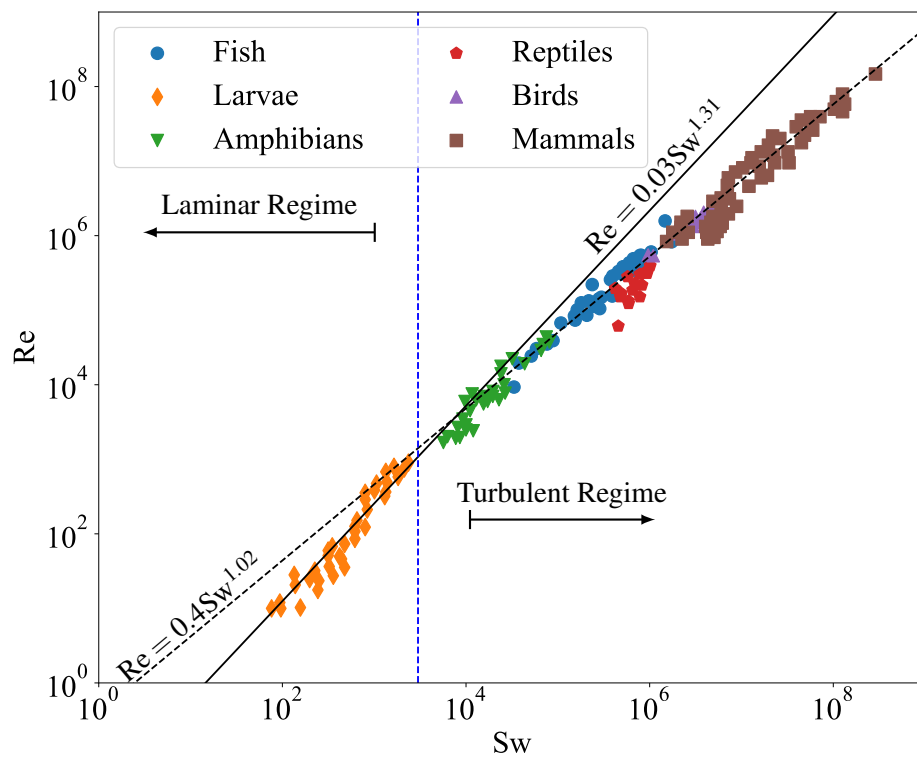 Fish
Larvae
Amphibians
Reptiles
Birds
Mammals
Laminar Regime
Turbulent Regime
Re = 0.03Sw^1.31
Re = 0.4Sw^1.02
Re
10^8
10^6
10^4
10^2
10^0
10^0
10^2
10^4
10^6
10^8
Sw